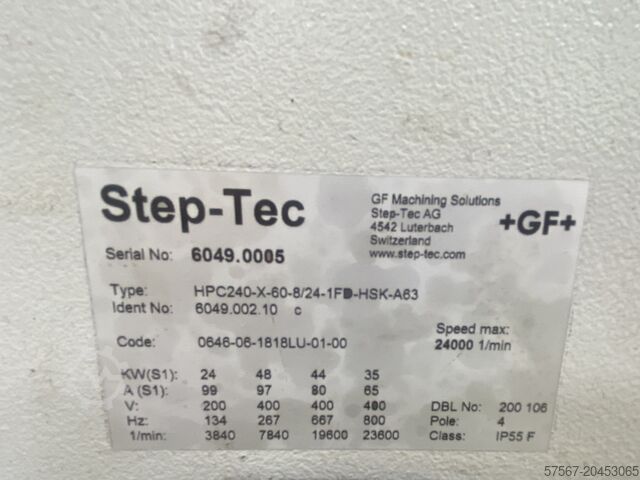 Step-Tec
GF Machining Solutions
Step-Tec AG
4542 Luterbach
Switzerland
www.step-tec.com
+GF+
Serial No: 6049.0005
Type: HPC240-X-60-8/24-1FD-HSK-A63
Ident No: 6049.002.10 c
Code: 0646-06-1818LU-01-00
Speed max:
24000 1/min
KW(S1): 24 48 44 35
A (S1): 99 97 80 65
V: 200 400 400 400 DBL No: 200 106
Hz: 134 267 667 800 Pole: 4
1/min: 3840 7840 19600 23600 Class: IP55 F
57567-20453065